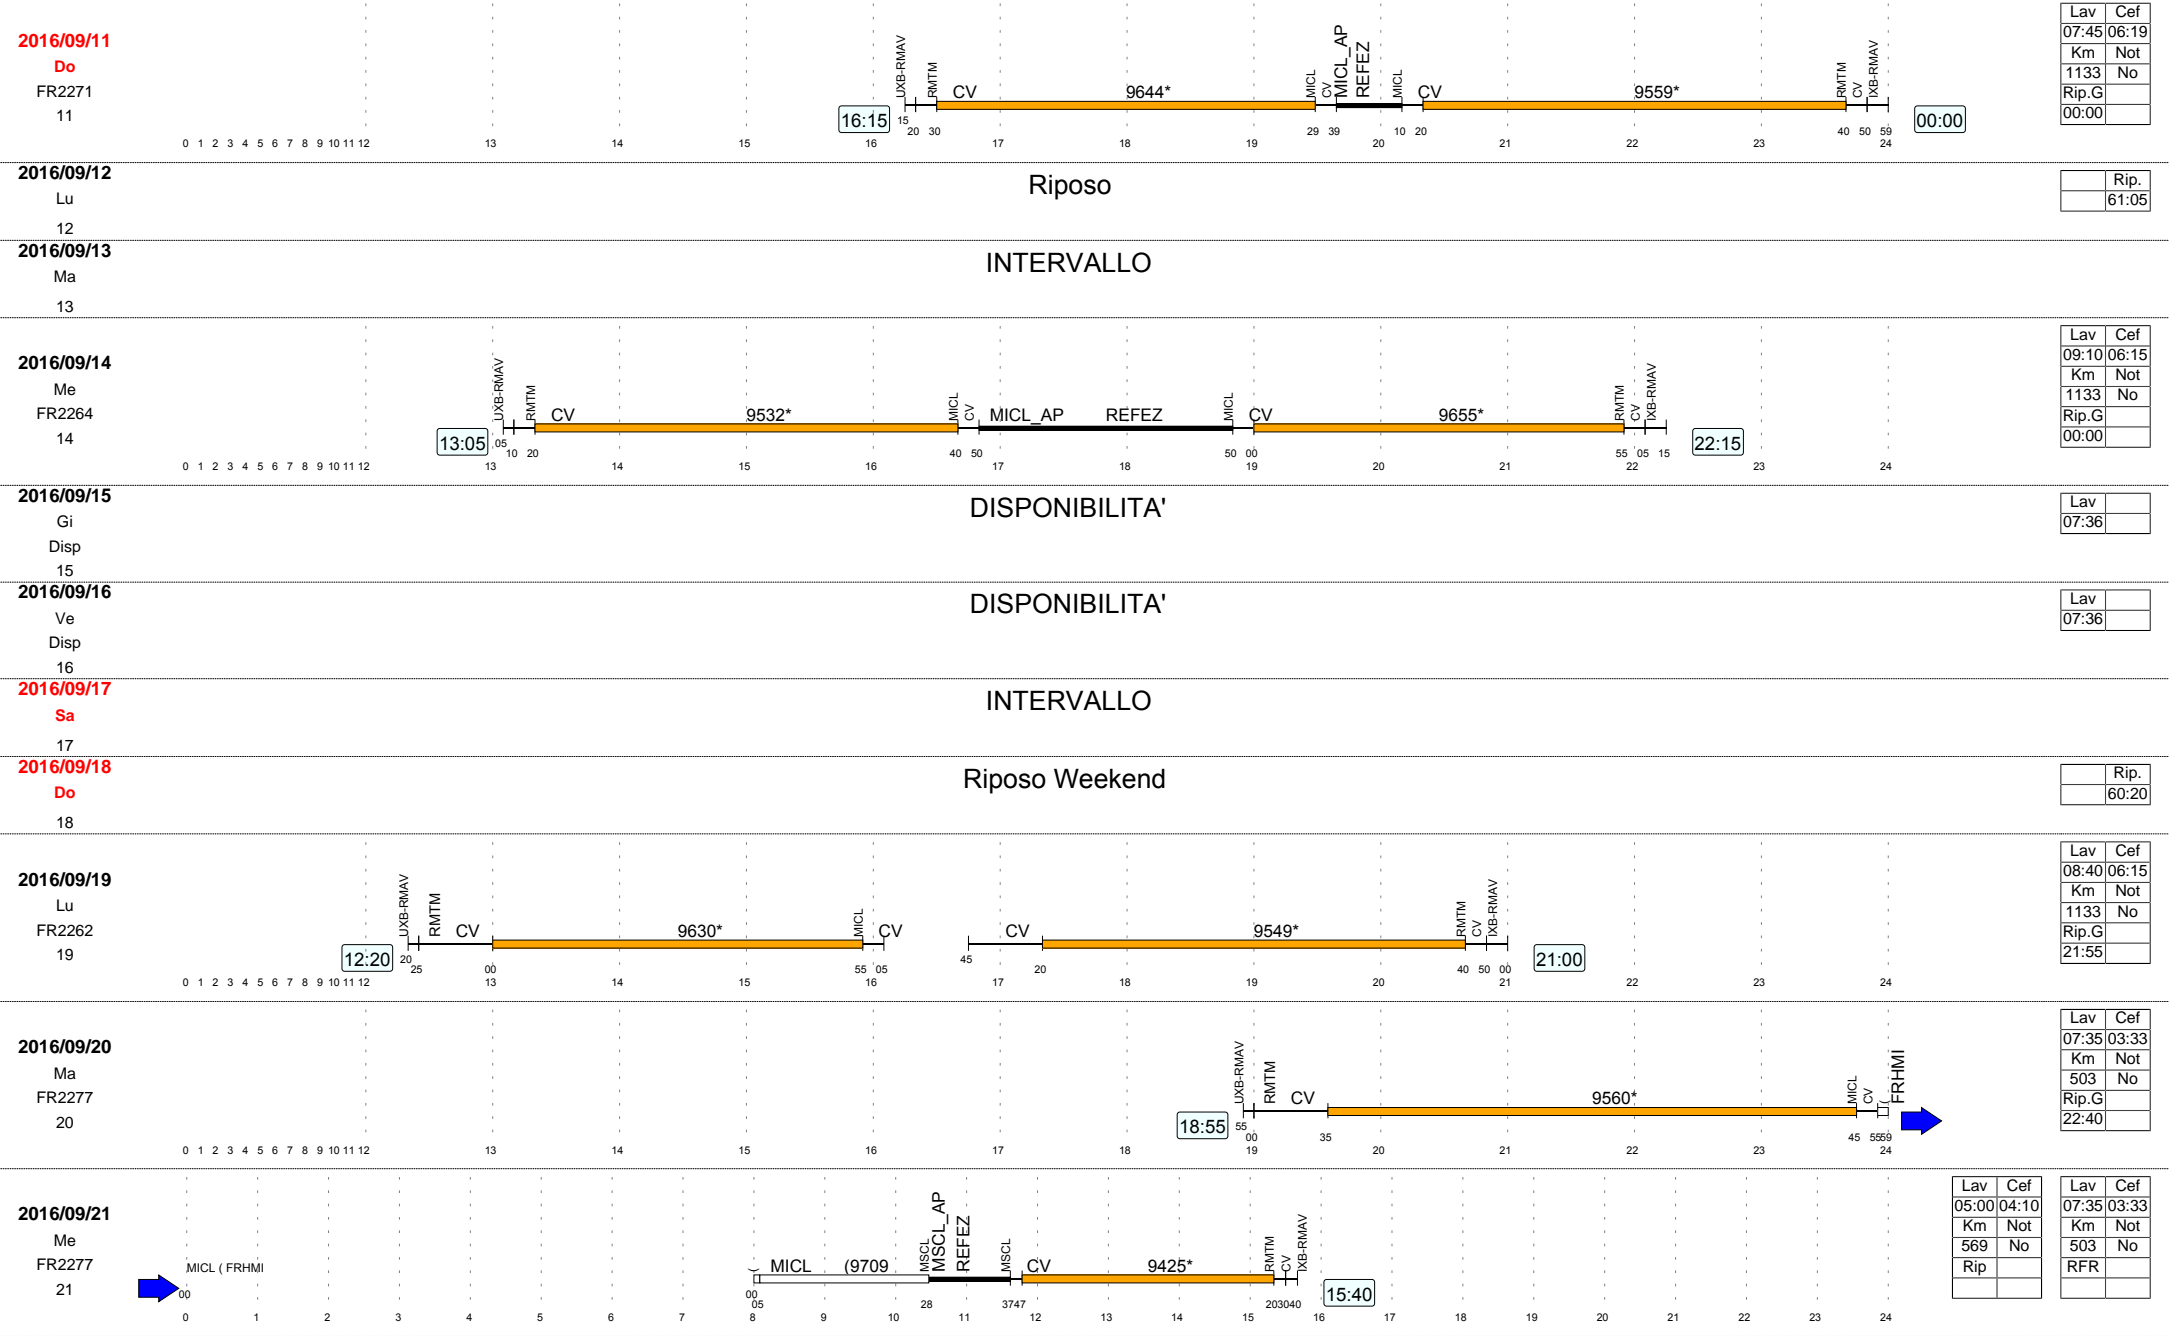 2016/09/11
Do
FR2271
11
16:15
UXB-RMAV RMTM CV 9644* MICL CV MICL_AP REFEZ MICL CV 9559* RMTM CV IXB-RMAV
15 20 30 29 39 10 20 40 50 59
00:00
0 1 2 3 4 5 6 7 8 9 10 11 12 13 14 15 16 17 18 19 20 21 22 23 24
Lav Cef
07:45 06:19
Km Not
1133 No
Rip.G
00:00
2016/09/12
Lu
12
Riposo
Rip.
61:05
2016/09/13
Ma
13
INTERVALLO
2016/09/14
Me
FR2264
14
13:05
UXB-RMAV RMTM CV 9532* MICL CV MICL_AP REFEZ MICL CV 9655* RMTM CV IXB-RMAV
05 10 20 40 50 50 00 55 05 15
22:15
0 1 2 3 4 5 6 7 8 9 10 11 12 13 14 15 16 17 18 19 20 21 22 23 24
Lav Cef
09:10 06:15
Km Not
1133 No
Rip.G
00:00
2016/09/15
Gi
Disp
15
DISPONIBILITA'
Lav
07:36
2016/09/16
Ve
Disp
16
DISPONIBILITA'
Lav
07:36
2016/09/17
Sa
17
INTERVALLO
2016/09/18
Do
18
Riposo Weekend
Rip.
60:20
2016/09/19
Lu
FR2262
19
12:20
UXB-RMAV RMTM CV 9630* MICL CV CV 9549* RMTM CV IXB-RMAV
20 25 00 55 05 45 20 40 50 00
21:00
0 1 2 3 4 5 6 7 8 9 10 11 12 13 14 15 16 17 18 19 20 21 22 23 24
Lav Cef
08:40 06:15
Km Not
1133 No
Rip.G
21:55
2016/09/20
Ma
FR2277
20
18:55
UXB-RMAV RMTM CV 9560* MICL CV ( FRHMI
55 00 35 45 55 59
0 1 2 3 4 5 6 7 8 9 10 11 12 13 14 15 16 17 18 19 20 21 22 23 24
Lav Cef
07:35 03:33
Km Not
503 No
Rip.G
22:40
2016/09/21
Me
FR2277
21
MICL ( FRHMI ( MICL (9709 MSCL MSCL_AP REFEZ MSCL CV 9425* RMTM CV IXB-RMAV
00 00 05 28 37 47 20 30 40
15:40
0 1 2 3 4 5 6 7 8 9 10 11 12 13 14 15 16 17 18 19 20 21 22 23 24
Lav Cef
05:00 04:10
Km Not
569 No
Rip
Lav Cef
07:35 03:33
Km Not
503 No
RFR